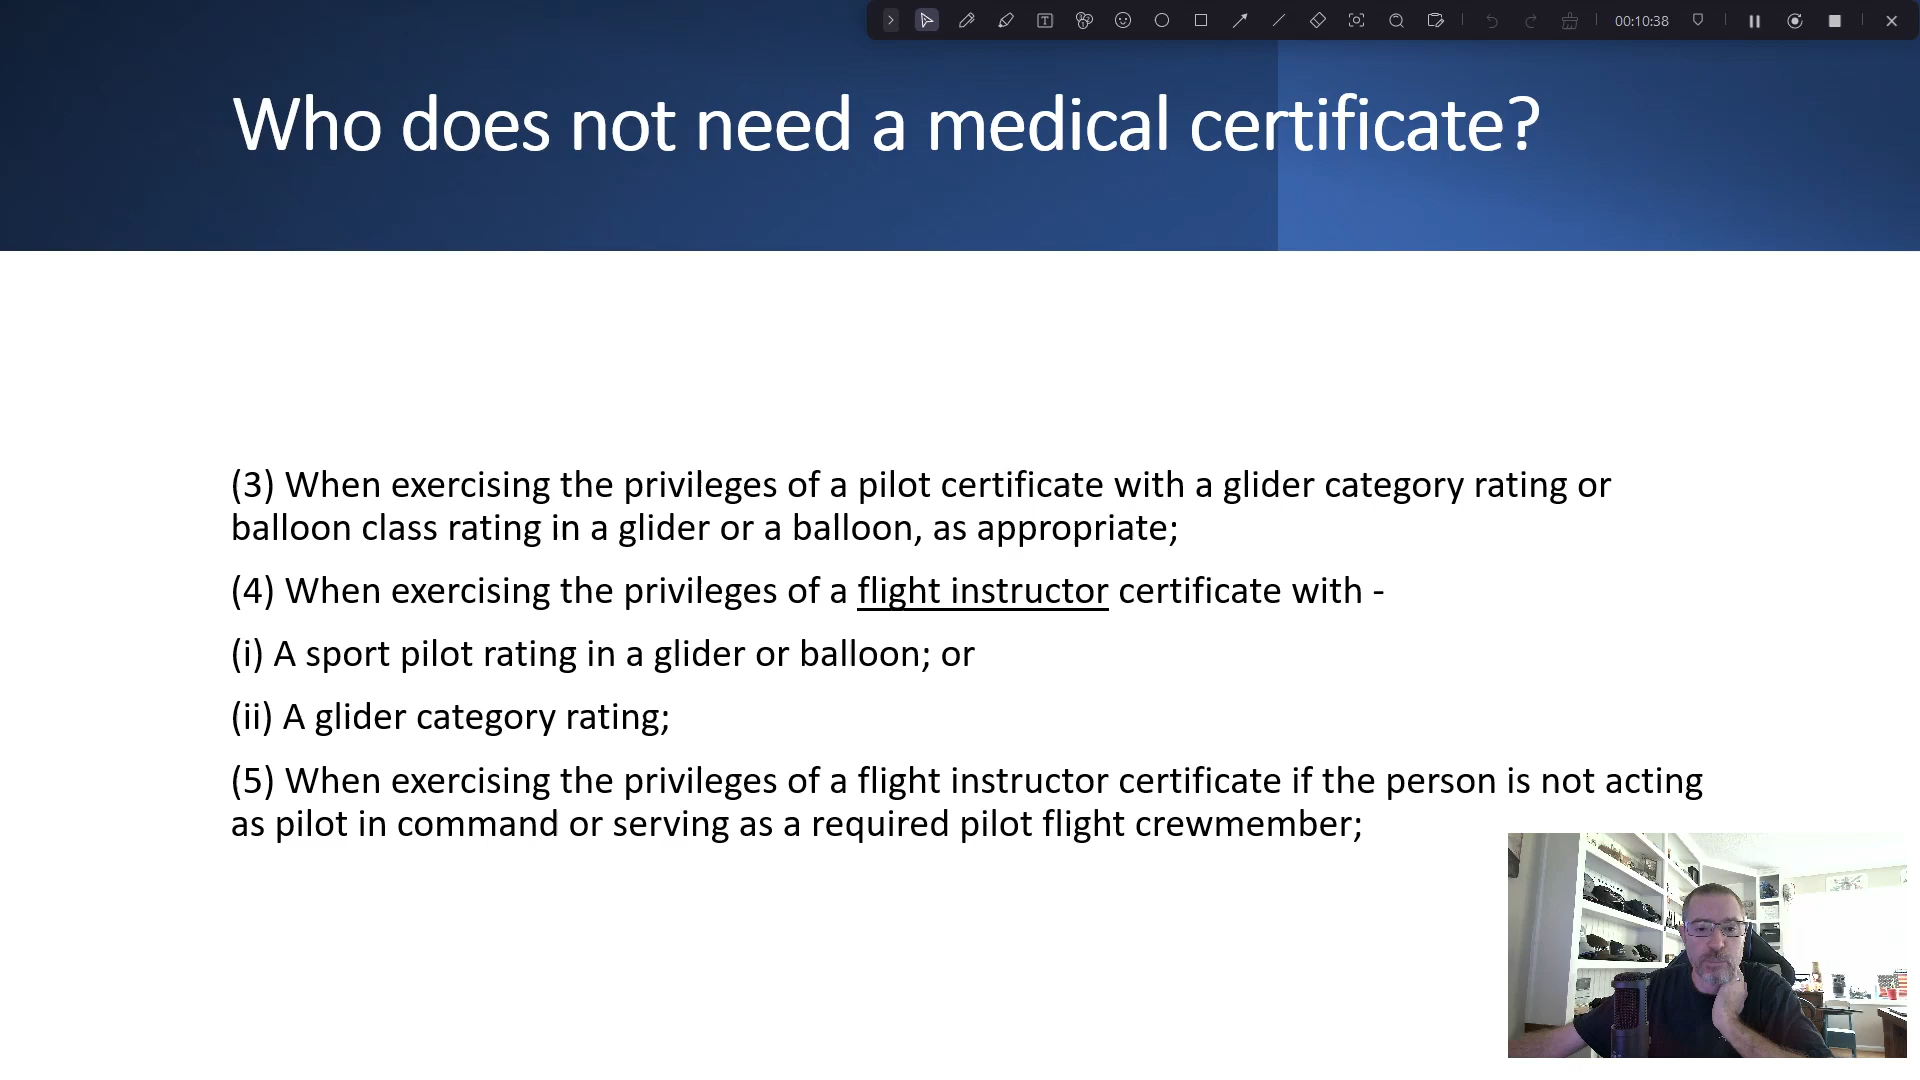 00:10:38
Who does not need a medical certificate?
(3) When exercising the privileges of a pilot certificate with a glider category rating or
balloon class rating in a glider or a balloon, as appropriate;
(4) When exercising the privileges of a flight instructor certificate with -
(i) A sport pilot rating in a glider or balloon; or
(ii) A glider category rating;
(5) When exercising the privileges of a flight instructor certificate if the person is not acting
as pilot in command or serving as a required pilot flight crewmember;